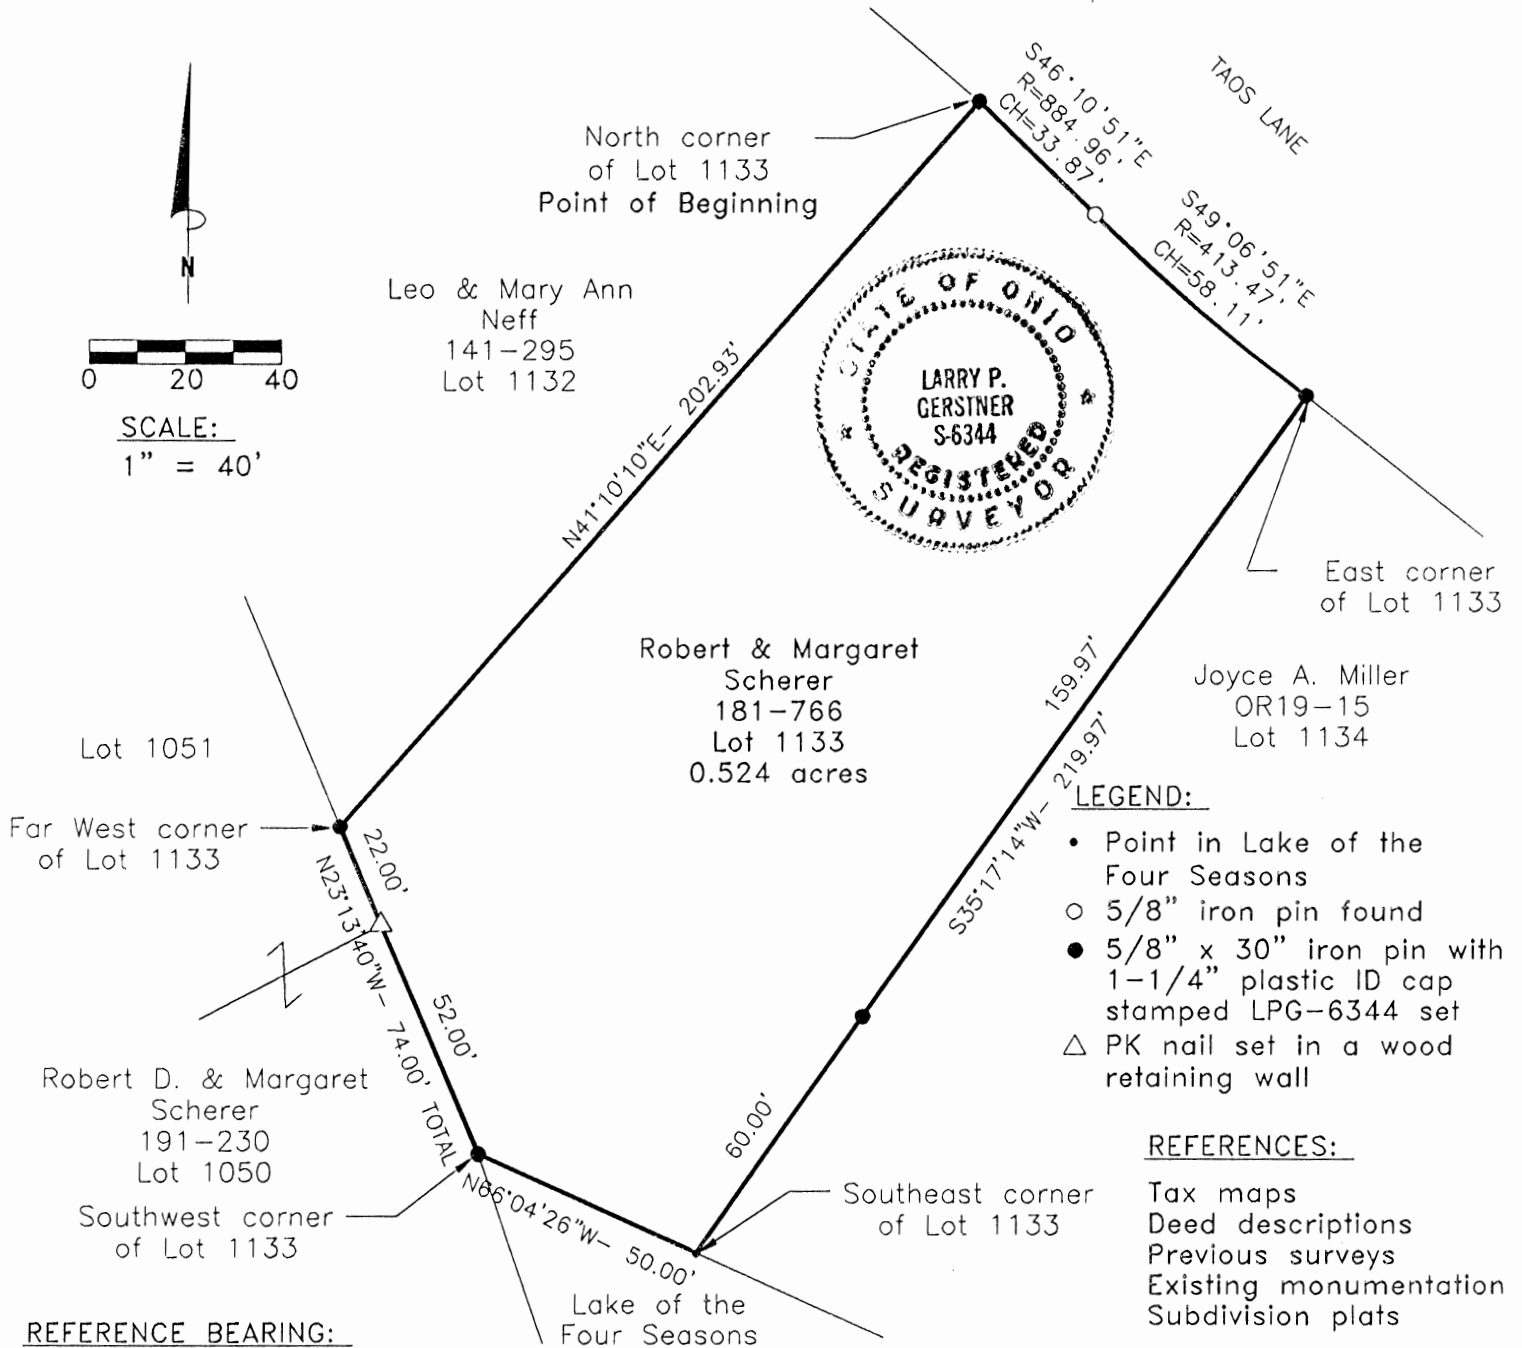 S46°10'51"E
R=884.96'
CH=33.87'
TAOS LANE
S49°06'51"E
R=413.47'
CH=58.11'
North corner
of Lot 1133
Point of Beginning
N
0 20 40
SCALE:
1" = 40'
Leo & Mary Ann
Neff
141-295
Lot 1132
N41°10'10"E- 202.93'
STATE OF OHIO
LARRY P.
GERSTNER
S-6344
REGISTERED
SURVEYOR
East corner
of Lot 1133
Robert & Margaret
Scherer
181-766
Lot 1133
0.524 acres
159.97'
S35°17'14"W- 219.97'
Joyce A. Miller
OR19-15
Lot 1134
Lot 1051
Far West corner
of Lot 1133
22.00'
N23°13'40"W- 74.00' TOTAL
52.00'
Robert D. & Margaret
Scherer
191-230
Lot 1050
Southwest corner
of Lot 1133
N66°04'26"W- 50.00'
60.00'
Southeast corner
of Lot 1133
Lake of the
Four Seasons
LEGEND:
Point in Lake of the
Four Seasons
5/8" iron pin found
5/8" x 30" iron pin with
1-1/4" plastic ID cap
stamped LPG-6344 set
PK nail set in a wood
retaining wall
REFERENCES:
Tax maps
Deed descriptions
Previous surveys
Existing monumentation
Subdivision plats
REFERENCE BEARING: